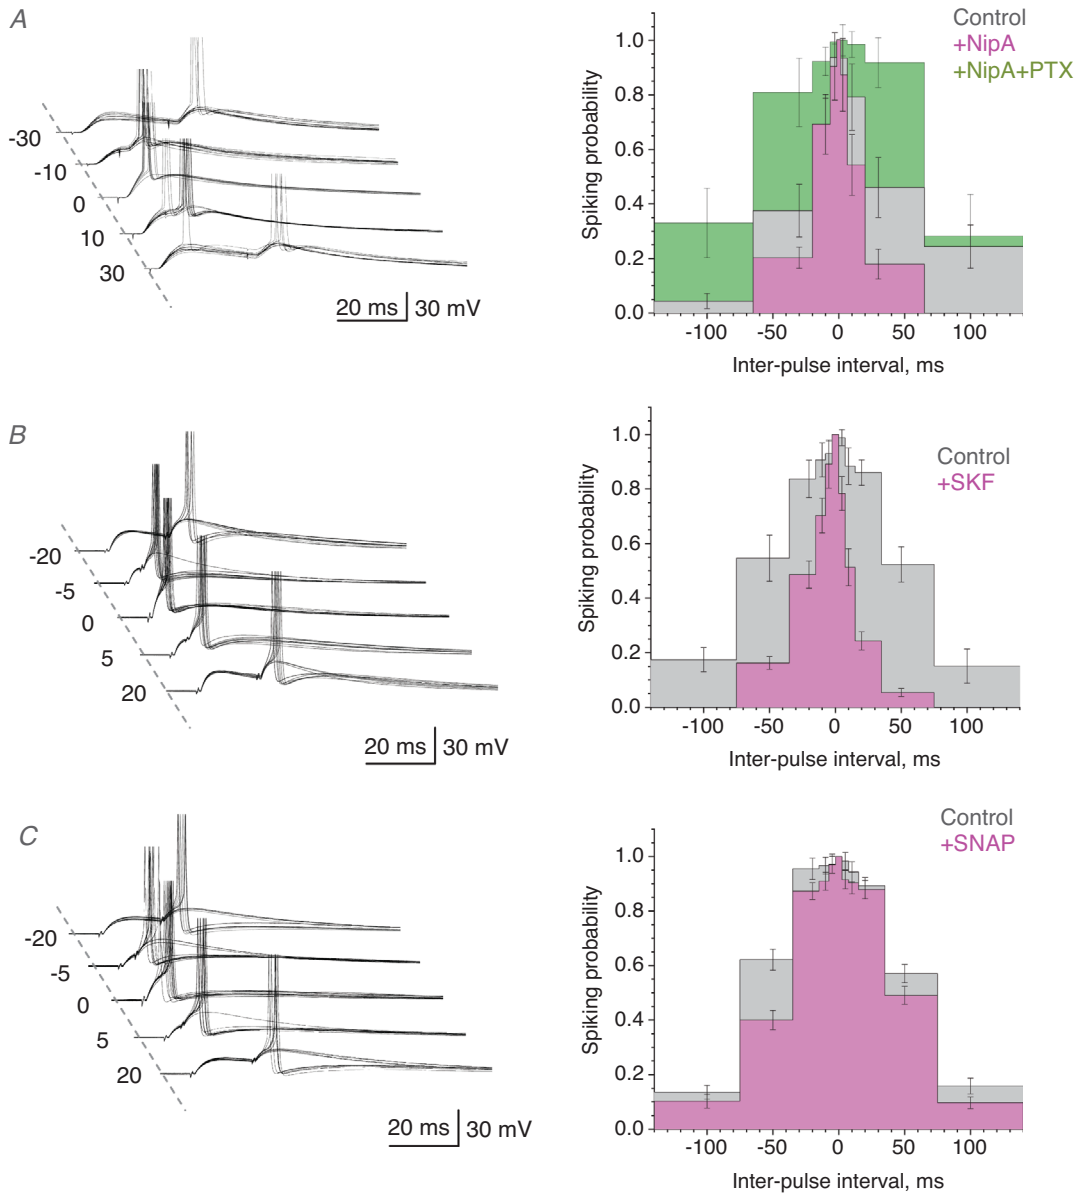 A
-30
-10
0
10
30
20 ms
30 mV
Control
+NipA
+NipA+PTX
Spiking probability
1.0
0.8
0.6
0.4
0.2
0.0
-100
-50
0
50
100
Inter-pulse interval, ms
B
-20
-5
0
5
20
20 ms
30 mV
Control
+SKF
Spiking probability
1.0
0.8
0.6
0.4
0.2
0.0
-100
-50
0
50
100
Inter-pulse interval, ms
C
-20
-5
0
5
20
20 ms
30 mV
Control
+SNAP
Spiking probability
1.0
0.8
0.6
0.4
0.2
0.0
-100
-50
0
50
100
Inter-pulse interval, ms